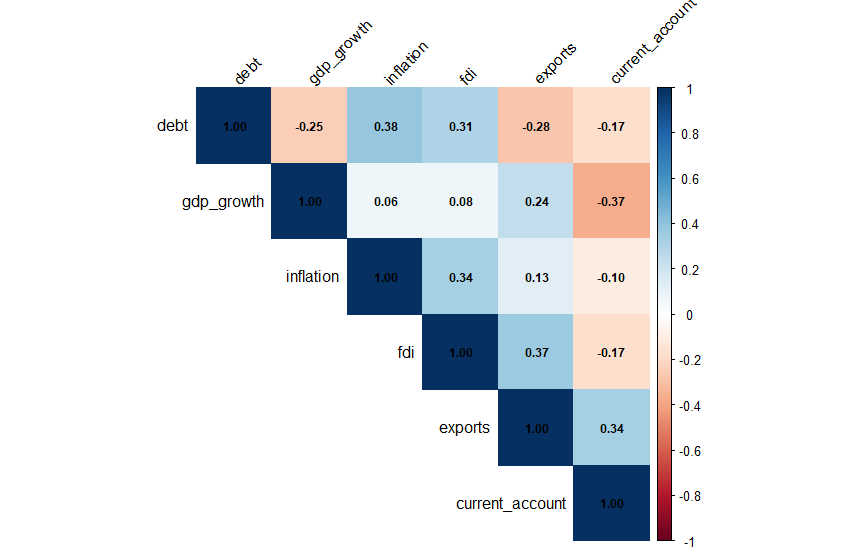 debt gdp_growth inflation fdi exports current_account
debt 1.00 -0.25 0.38 0.31 -0.28 -0.17
gdp_growth 1.00 0.06 0.08 0.24 -0.37
inflation 1.00 0.34 0.13 -0.10
fdi 1.00 0.37 -0.17
exports 1.00 0.34
current_account 1.00
1
0.8
0.6
0.4
0.2
0
-0.2
-0.4
-0.6
-0.8
-1